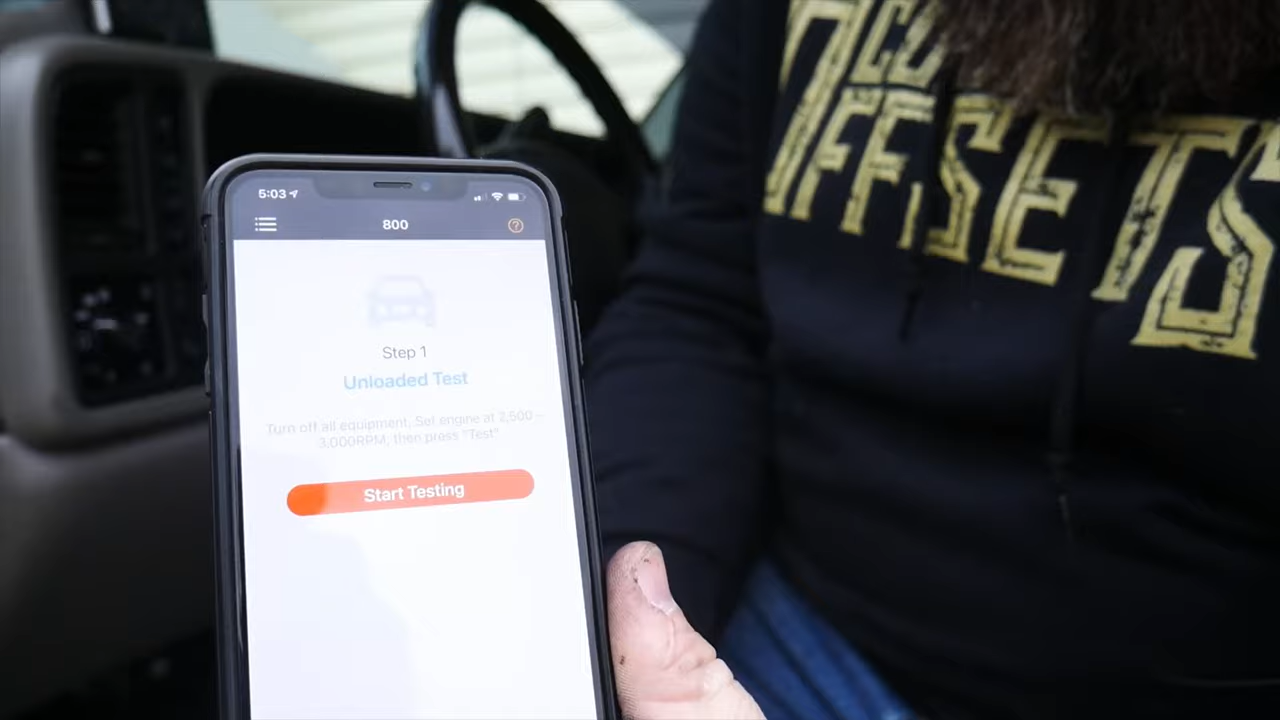 5:03
800
Step 1
Unloaded Test
Turn off all equipment. Set engine at 2,500 -
3,000RPM, then press "Test"
Start Testing
OFFSETS